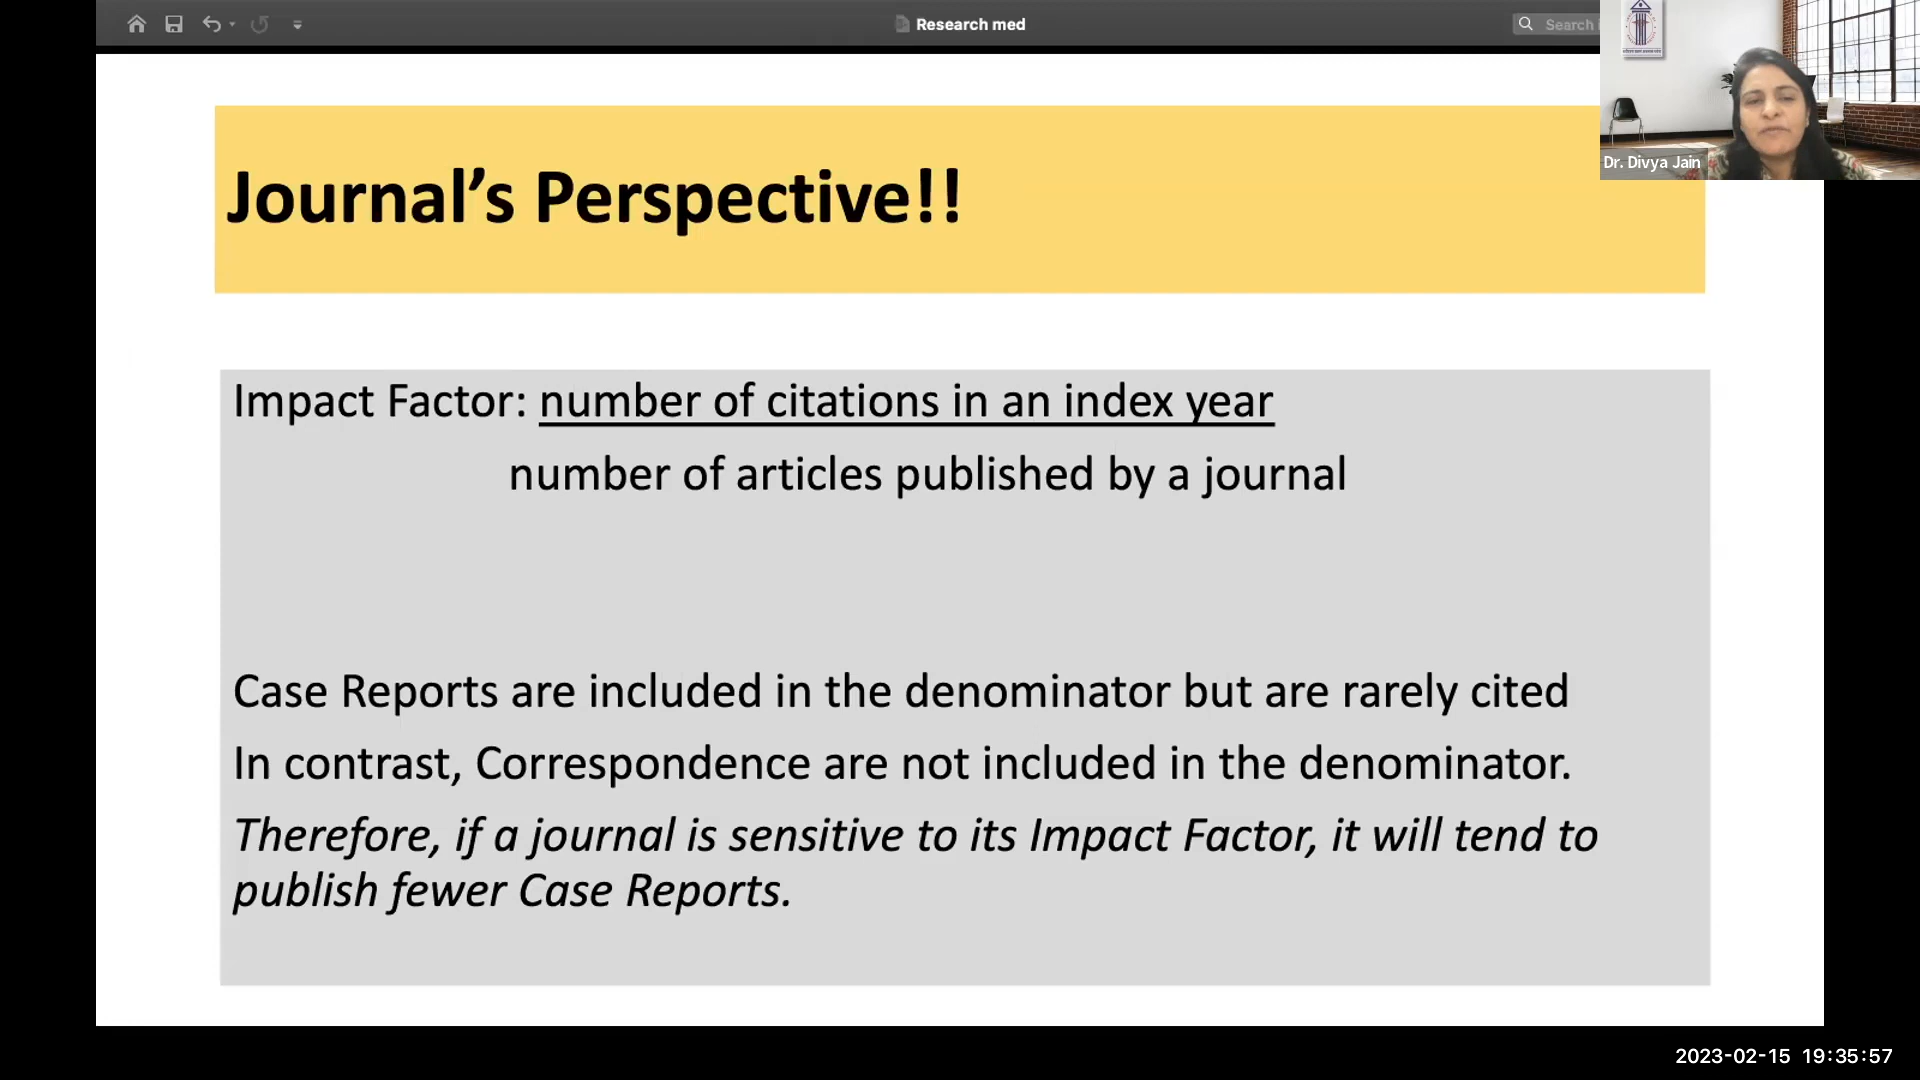 Research med
Search
Dr. Divya Jain
Journal’s Perspective!!
Impact Factor: number of citations in an index year
number of articles published by a journal
Case Reports are included in the denominator but are rarely cited
In contrast, Correspondence are not included in the denominator.
Therefore, if a journal is sensitive to its Impact Factor, it will tend to
publish fewer Case Reports.
2023-02-15 19:35:57